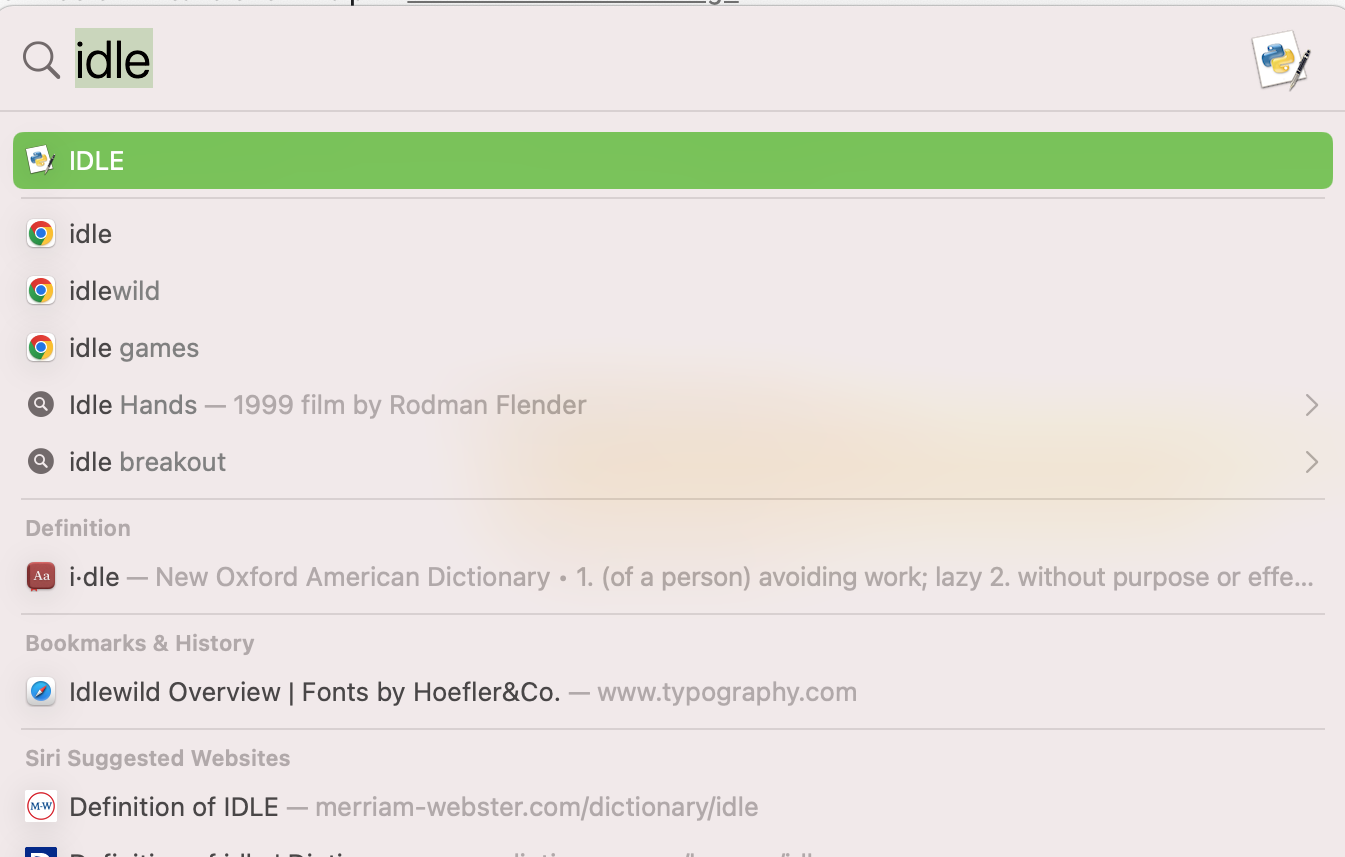 idle
IDLE
idle
idlewild
idle games
Idle Hands — 1999 film by Rodman Flender
idle breakout
Definition
Aa i·dle — New Oxford American Dictionary • 1. (of a person) avoiding work; lazy 2. without purpose or effe...
Bookmarks & History
Idlewild Overview | Fonts by Hoefler&Co. — www.typography.com
Siri Suggested Websites
M-W Definition of IDLE — merriam-webster.com/dictionary/idle